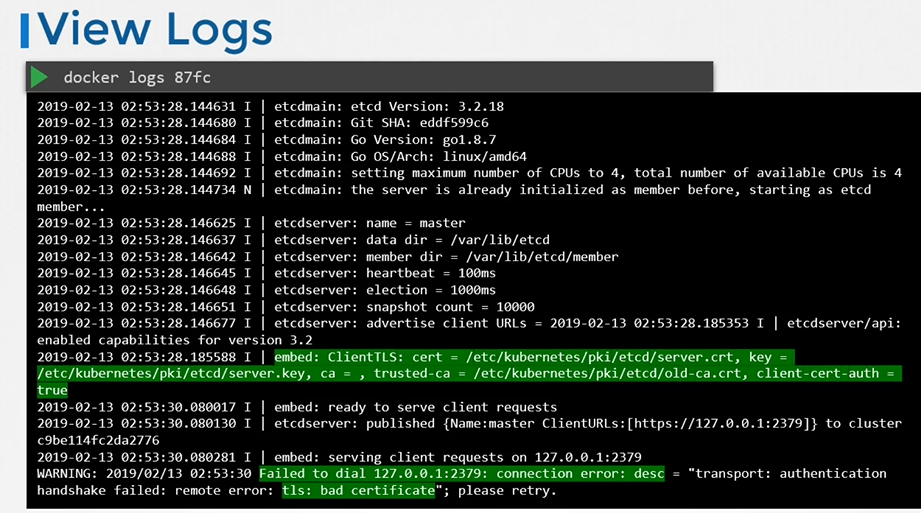 View Logs
docker logs 87fc
2019-02-13 02:53:28.144631 I | etcdmain: etcd Version: 3.2.18
2019-02-13 02:53:28.144680 I | etcdmain: Git SHA: eddf599c6
2019-02-13 02:53:28.144684 I | etcdmain: Go Version: go1.8.7
2019-02-13 02:53:28.144688 I | etcdmain: Go OS/Arch: linux/amd64
2019-02-13 02:53:28.144692 I | etcdmain: setting maximum number of CPUs to 4, total number of available CPUs is 4
2019-02-13 02:53:28.144734 N | etcdmain: the server is already initialized as member before, starting as etcd
member...
2019-02-13 02:53:28.146625 I | etcdserver: name = master
2019-02-13 02:53:28.146637 I | etcdserver: data dir = /var/lib/etcd
2019-02-13 02:53:28.146642 I | etcdserver: member dir = /var/lib/etcd/member
2019-02-13 02:53:28.146645 I | etcdserver: heartbeat = 100ms
2019-02-13 02:53:28.146648 I | etcdserver: election = 1000ms
2019-02-13 02:53:28.146651 I | etcdserver: snapshot count = 10000
2019-02-13 02:53:28.146677 I | etcdserver: advertise client URLs = 2019-02-13 02:53:28.185353 I | etcdserver/api:
enabled capabilities for version 3.2
2019-02-13 02:53:28.185588 I | embed: ClientTLS: cert = /etc/kubernetes/pki/etcd/server.crt, key =
/etc/kubernetes/pki/etcd/server.key, ca = , trusted-ca = /etc/kubernetes/pki/etcd/old-ca.crt, client-cert-auth =
true
2019-02-13 02:53:30.080017 I | embed: ready to serve client requests
2019-02-13 02:53:30.080130 I | etcdserver: published {Name:master ClientURLs:[https://127.0.0.1:2379]} to cluster
c9be114fc2da2776
2019-02-13 02:53:30.080281 I | embed: serving client requests on 127.0.0.1:2379
WARNING: 2019/02/13 02:53:30 Failed to dial 127.0.0.1:2379: connection error: desc = "transport: authentication
handshake failed: remote error: tls: bad certificate"; please retry.